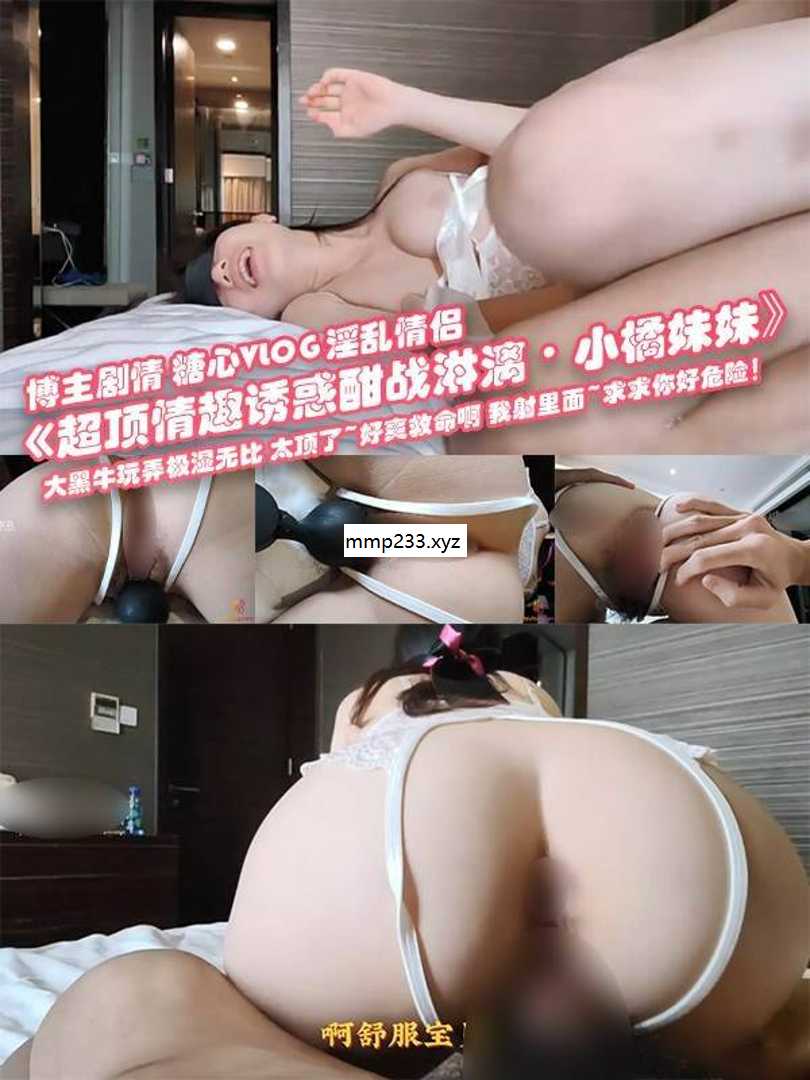 博主剧情 糖心VLOG 淫乱情侣
《超顶情趣诱惑酣战淋漓·小橘妹妹》
大黑牛玩弄极湿无比 太顶了~好爽救命啊 我射里面~求求你好危险!
mmp233.xyz
啊舒服宝